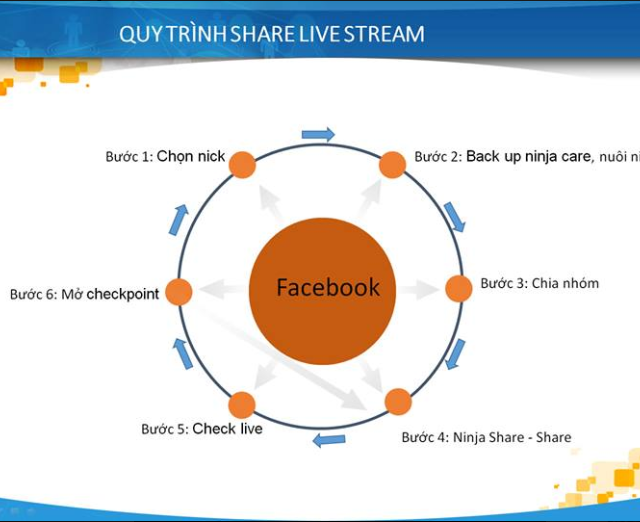 QUY TRÌNH SHARE LIVE STREAM
Bước 1: Chọn nick
Bước 2: Back up ninja care, nuôi
Facebook
Bước 3: Chia nhóm
Bước 6: Mở checkpoint
Bước 5: Check live
Bước 4: Ninja Share - Share